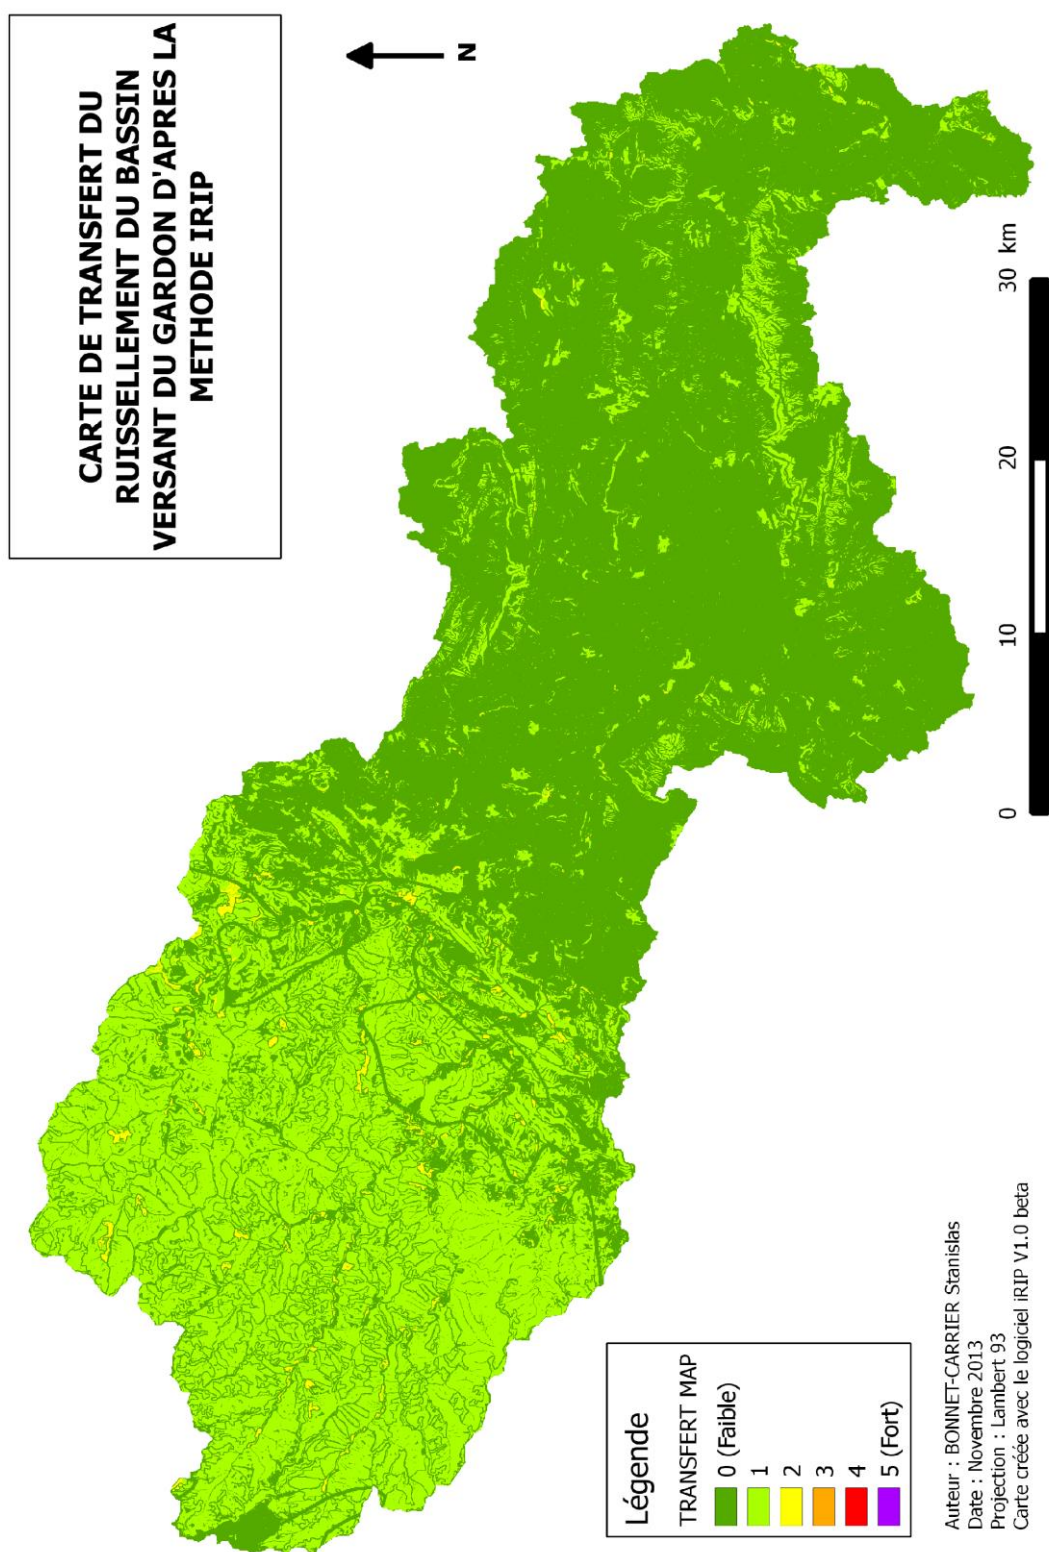 CARTE DE TRANSFERT DU
RUISSELLEMENT DU BASSIN
VERSANT DU GARDON D'APRES LA
METHODE IRIP
N
Légende
TRANSFERT MAP
0 (Faible)
1
2
3
4
5 (Fort)
0 10 20 30 km
Auteur : BONNET-CARRIER Stanislas
Date : Novembre 2013
Projection : Lambert 93
Carte créée avec le logiciel iRIP V1.0 beta